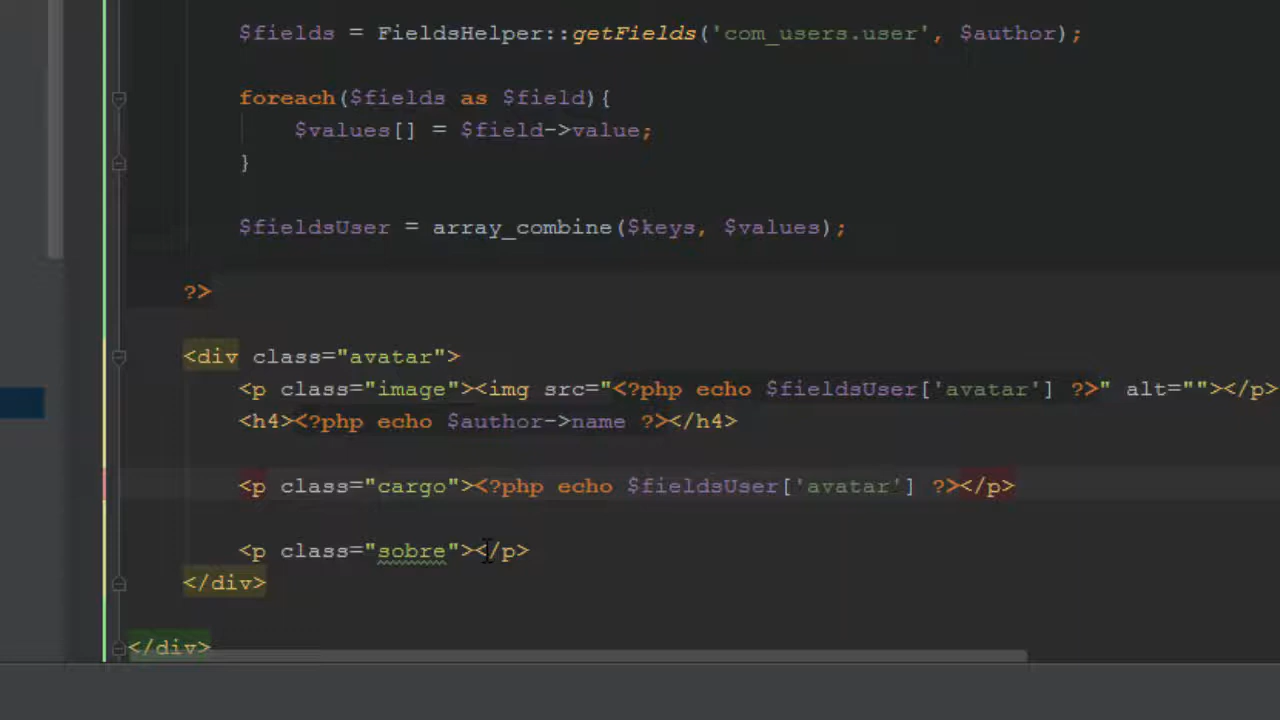 $fields = FieldsHelper::getFields('com_users.user', $author);
foreach($fields as $field){
$values[] = $field->value;
}
$fieldsUser = array_combine($keys, $values);
?>
<div class="avatar">
<p class="image"><img src="<?php echo $fieldsUser['avatar'] ?>" alt=""></p>
<h4><?php echo $author->name ?></h4>
<p class="cargo"><?php echo $fieldsUser['avatar'] ?></p>
<p class="sobre"></p>
</div>
</div>